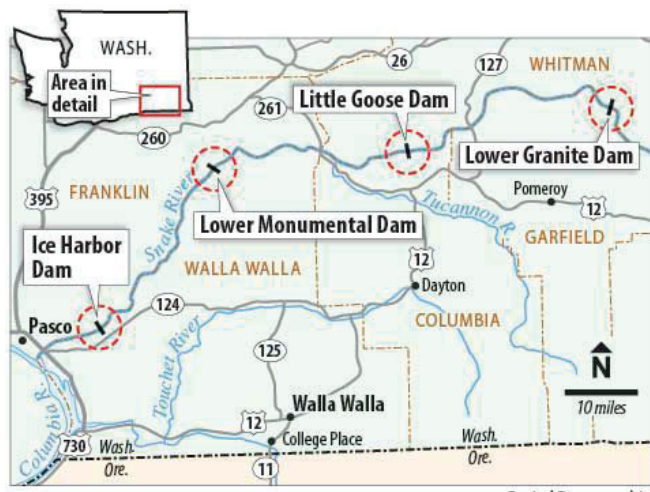 WASH.
Area in
detail
26
127
WHITMAN
Little Goose Dam
261
260
Lower Granite Dam
395
FRANKLIN
Snake River
Lower Monumental Dam
Tucannon R.
Pomeroy
12
GARFIELD
Ice Harbor
Dam
WALLA WALLA
12
Dayton
124
COLUMBIA
Pasco
Touchet River
125
N
10 miles
Columbia R.
12
Walla Walla
College Place
730
Wash.
Ore.
Wash.
Ore.
11